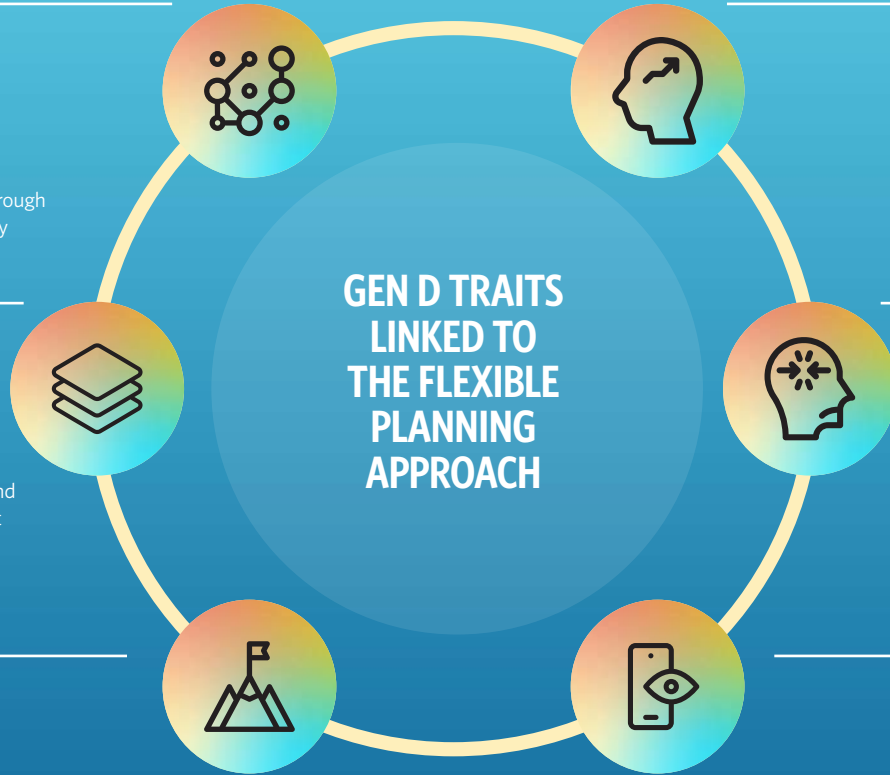 GEN D TRAITS
LINKED TO
THE FLEXIBLE
PLANNING
APPROACH